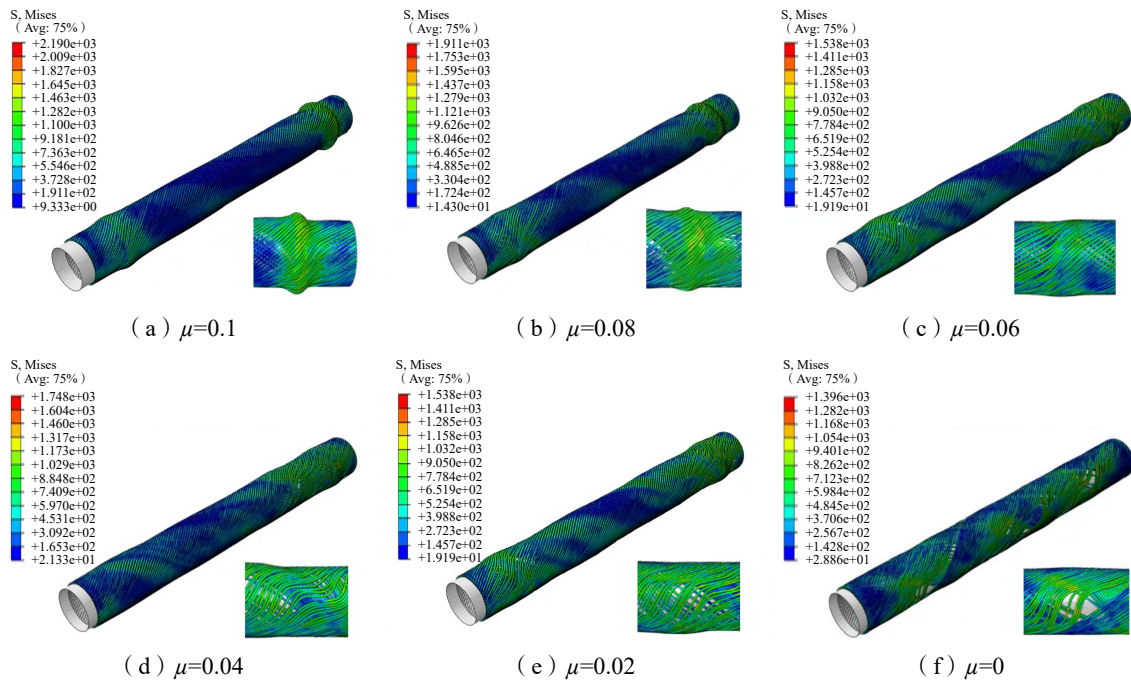 S, Mises
（Avg: 75%）
+2.190e+03
+2.009e+03
+1.827e+03
+1.645e+03
+1.463e+03
+1.282e+03
+1.100e+03
+9.181e+02
+7.363e+02
+5.546e+02
+3.728e+02
+1.911e+02
+9.333e+00
（a）μ=0.1
S, Mises
（Avg: 75%）
+1.911e+03
+1.753e+03
+1.595e+03
+1.437e+03
+1.279e+03
+1.121e+03
+9.626e+02
+8.046e+02
+6.465e+02
+4.885e+02
+3.304e+02
+1.724e+02
+1.430e+01
（b）μ=0.08
S, Mises
（Avg: 75%）
+1.538e+03
+1.411e+03
+1.285e+03
+1.158e+03
+1.032e+03
+9.050e+02
+7.784e+02
+6.519e+02
+5.254e+02
+3.988e+02
+2.723e+02
+1.457e+02
+1.919e+01
（c）μ=0.06
S, Mises
（Avg: 75%）
+1.748e+03
+1.604e+03
+1.460e+03
+1.317e+03
+1.173e+03
+1.029e+03
+8.848e+02
+7.409e+02
+5.970e+02
+4.531e+02
+3.092e+02
+1.653e+02
+2.133e+01
（d）μ=0.04
S, Mises
（Avg: 75%）
+1.538e+03
+1.411e+03
+1.285e+03
+1.158e+03
+1.032e+03
+9.050e+02
+7.784e+02
+6.519e+02
+5.254e+02
+3.988e+02
+2.723e+02
+1.457e+02
+1.919e+01
（e）μ=0.02
S, Mises
（Avg: 75%）
+1.396e+03
+1.282e+03
+1.168e+03
+1.054e+03
+9.401e+02
+8.262e+02
+7.123e+02
+5.984e+02
+4.845e+02
+3.706e+02
+2.567e+02
+1.428e+02
+2.886e+01
（f）μ=0